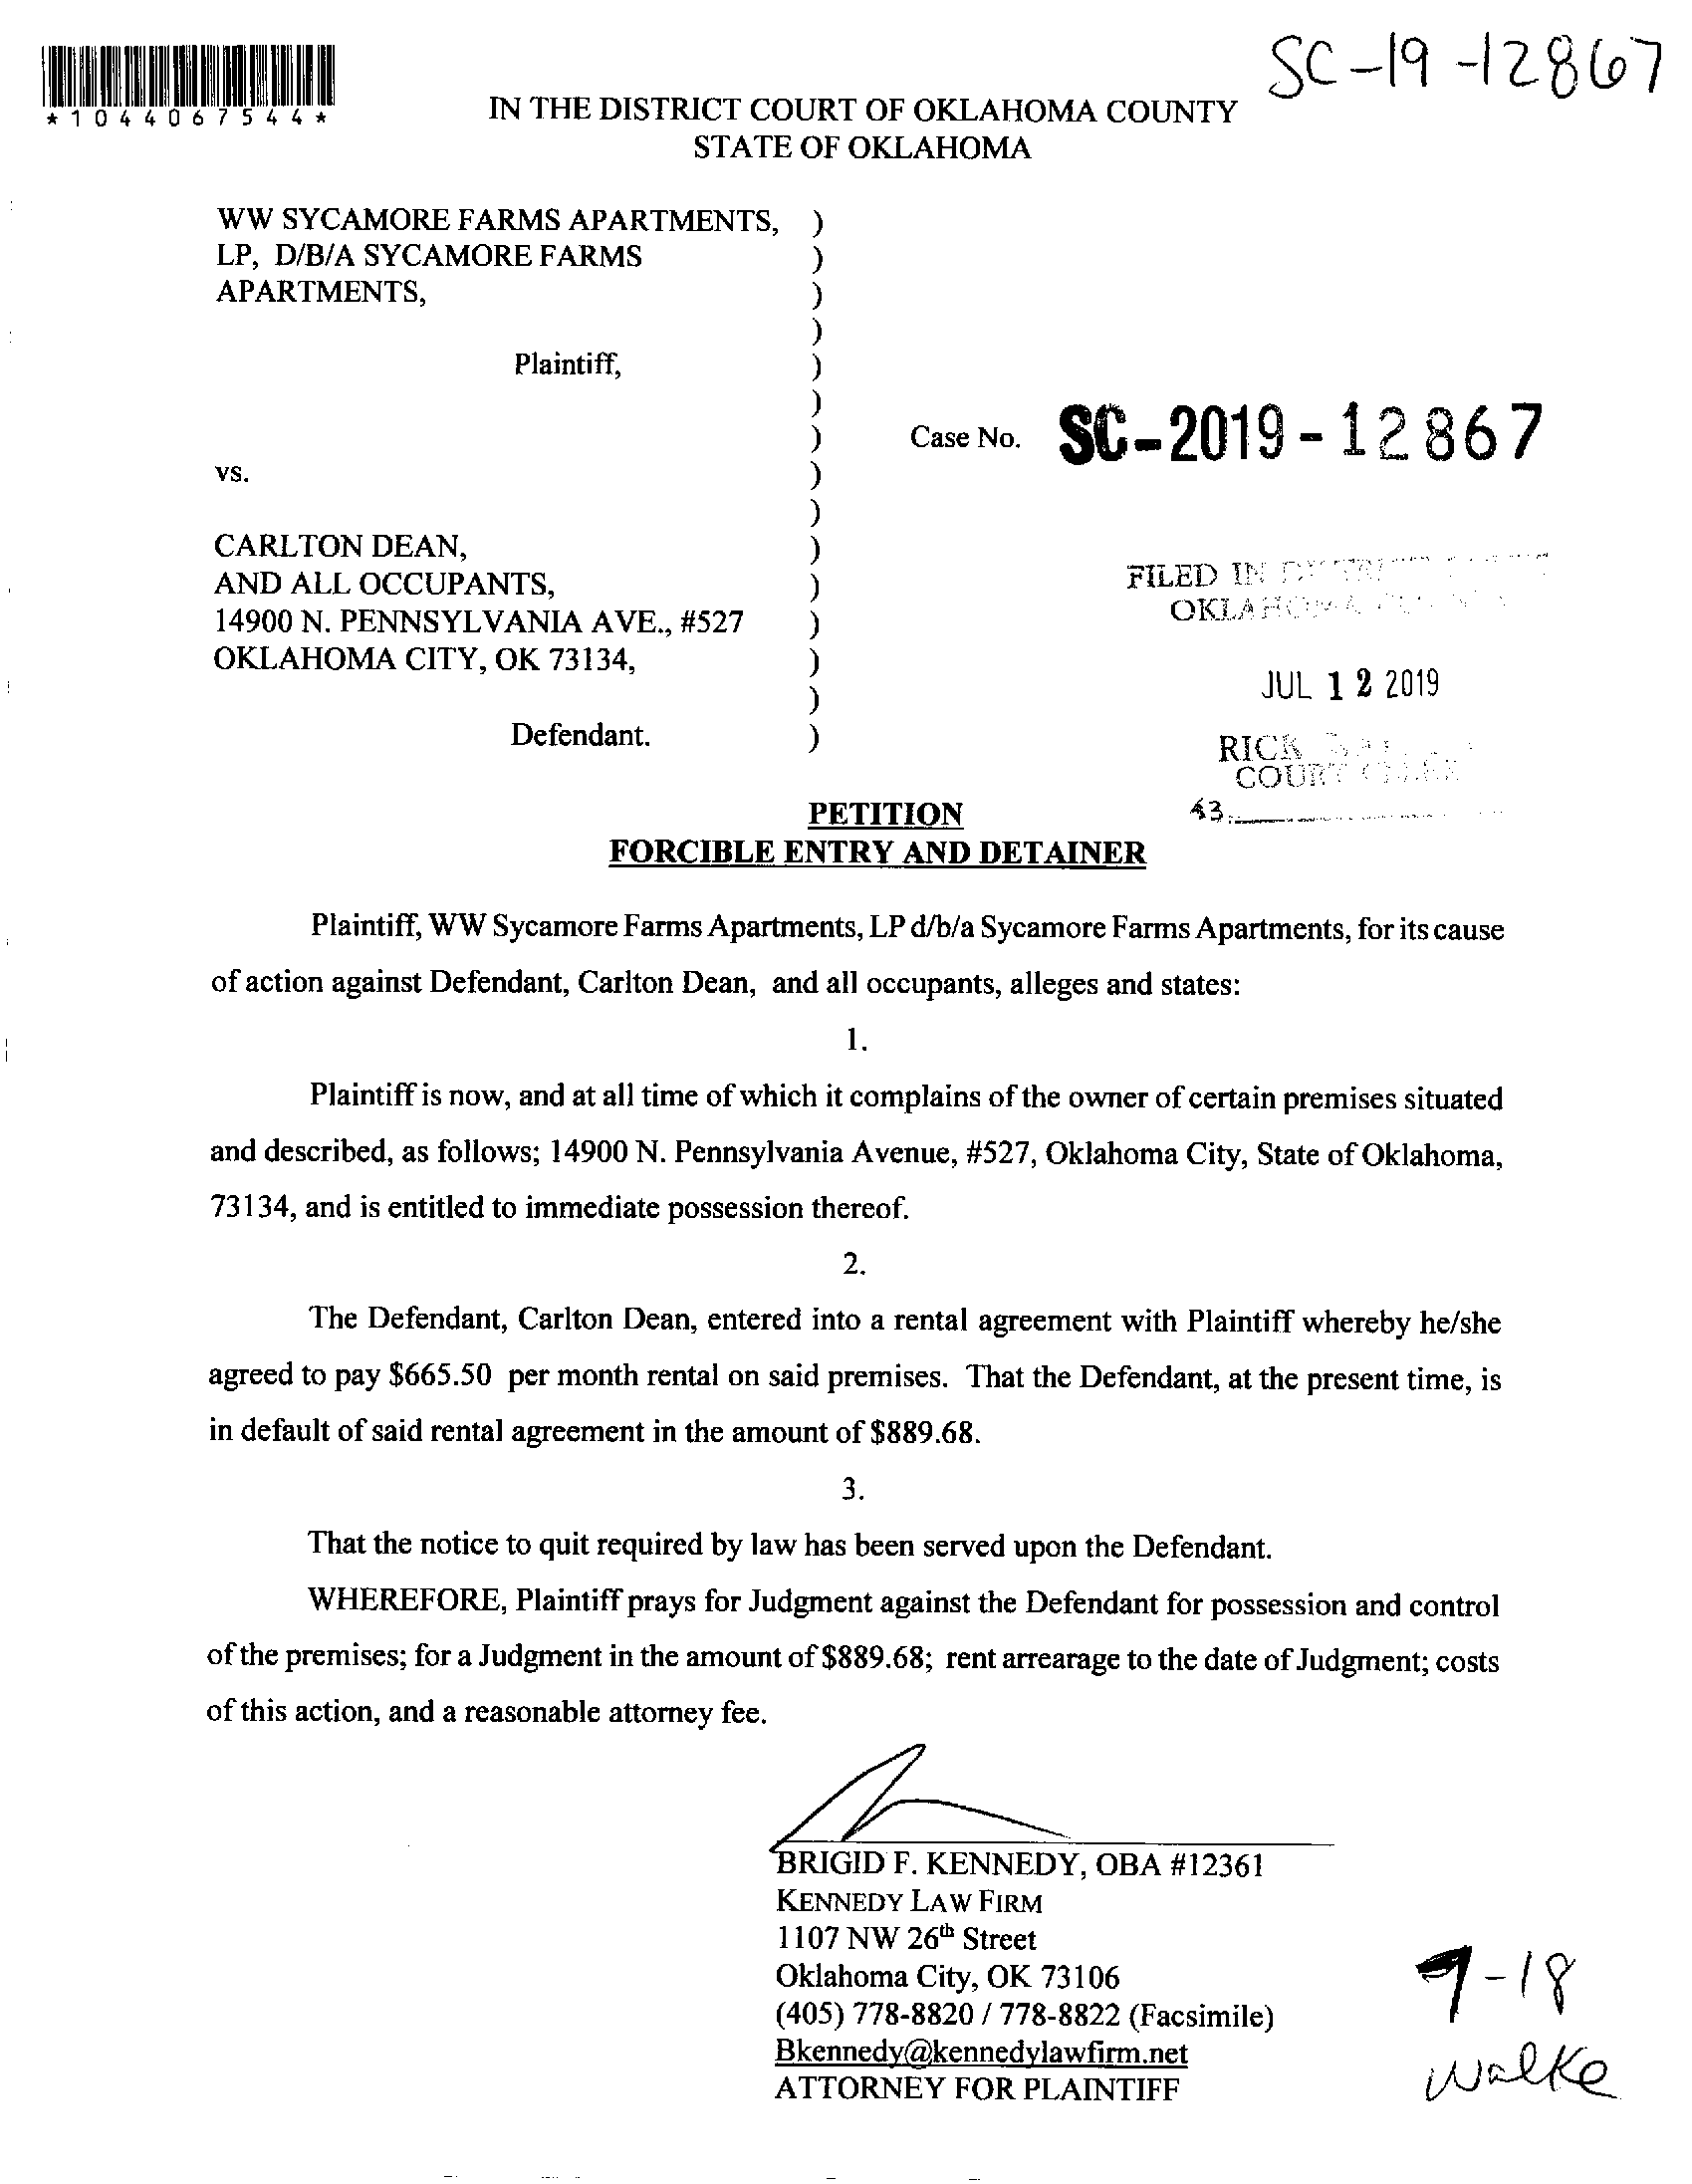 SC-19-12867
*1044067544*
IN THE DISTRICT COURT OF OKLAHOMA COUNTY
STATE OF OKLAHOMA
WW SYCAMORE FARMS APARTMENTS, )
LP, D/B/A SYCAMORE FARMS )
APARTMENTS, )
)
Plaintiff, )
)
) Case No. SC-2019-12867
vs. )
)
CARLTON DEAN, )
AND ALL OCCUPANTS, )
14900 N. PENNSYLVANIA AVE., #527 )
OKLAHOMA CITY, OK 73134, )
)
Defendant. )
FILED IN
OKLAHOMA
JUL 12 2019
RICK
COURT
43
PETITION
FORCIBLE ENTRY AND DETAINER
Plaintiff, WW Sycamore Farms Apartments, LP d/b/a Sycamore Farms Apartments, for its cause
of action against Defendant, Carlton Dean, and all occupants, alleges and states:
1.
Plaintiff is now, and at all time of which it complains of the owner of certain premises situated
and described, as follows; 14900 N. Pennsylvania Avenue, #527, Oklahoma City, State of Oklahoma,
73134, and is entitled to immediate possession thereof.
2.
The Defendant, Carlton Dean, entered into a rental agreement with Plaintiff whereby he/she
agreed to pay $665.50 per month rental on said premises. That the Defendant, at the present time, is
in default of said rental agreement in the amount of $889.68.
3.
That the notice to quit required by law has been served upon the Defendant.
WHEREFORE, Plaintiff prays for Judgment against the Defendant for possession and control
of the premises; for a Judgment in the amount of $889.68; rent arrearage to the date of Judgment; costs
of this action, and a reasonable attorney fee.
BRIGID F. KENNEDY, OBA #12361
KENNEDY LAW FIRM
1107 NW 26th Street
Oklahoma City, OK 73106
(405) 778-8820 / 778-8822 (Facsimile)
Bkennedy@kennedylawfirm.net
ATTORNEY FOR PLAINTIFF
7-18
Walke